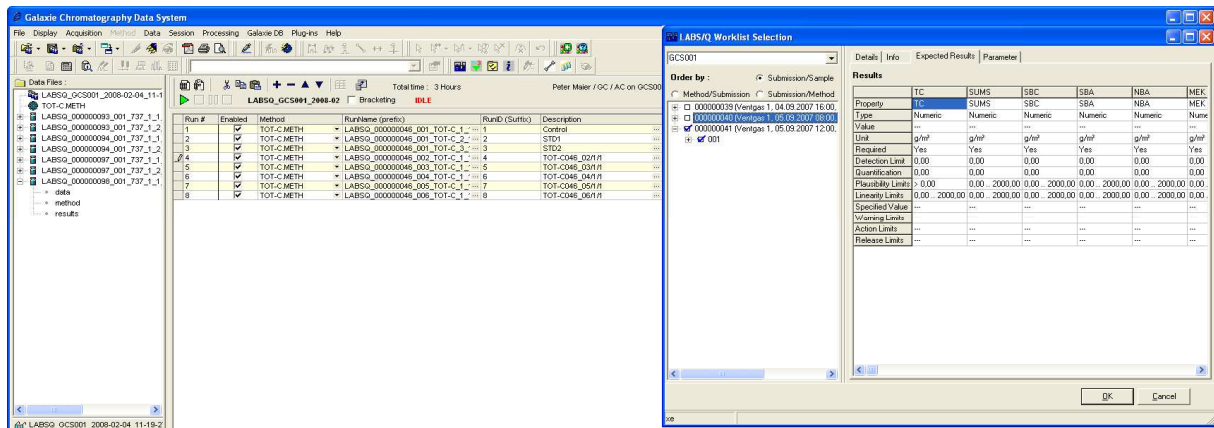 Galaxie Chromatography Data System
File Display Acquisition Method Data Session Processing Galaxie DB Plug-ins Help
Data Files :
LABSQ_GCS001_2008-02-04_11-1
TOT-C.METH
LABSQ_000000093_001_737_1_1
LABSQ_000000093_001_737_1_2
LABSQ_000000094_001_737_1_1
LABSQ_000000094_001_737_1_2
LABSQ_000000097_001_737_1_1
LABSQ_000000097_001_737_1_2
LABSQ_000000098_001_737_1_1
data
method
results
LABSQ_GCS001_2008-02-04_11-19-2
Total time : 3 Hours
Peter Maier / GC / AC on GCS00
LABSQ_GCS001_2008-02 Bracketing IDLE
Run # Enabled Method RunName (prefix) RunID (Suffix) Description
1 TOT-C.METH LABSQ_000000046_001_TOT-C_1_ 1 Control
2 TOT-C.METH LABSQ_000000046_001_TOT-C_2_ 2 STD1
3 TOT-C.METH LABSQ_000000046_001_TOT-C_3_ 3 STD2
4 TOT-C.METH LABSQ_000000046_002_TOT-C_1_ 4 TOT-C046_02/1/1
5 TOT-C.METH LABSQ_000000046_003_TOT-C_1_ 5 TOT-C046_03/1/1
6 TOT-C.METH LABSQ_000000046_004_TOT-C_1_ 6 TOT-C046_04/1/1
7 TOT-C.METH LABSQ_000000046_005_TOT-C_1_ 7 TOT-C046_05/1/1
8 TOT-C.METH LABSQ_000000046_006_TOT-C_1_ 8 TOT-C046_06/1/1
LABS/Q Worklist Selection
GCS001
Order by : Submission/Sample
Method/Submission Submission/Method
000000039 (Ventgas 1, 04.09.2007 16:00,
000000040 (Ventgas 1, 05.09.2007 08:00,
000000041 (Ventgas 1, 05.09.2007 12:00,
001
Details Info Expected Results Parameter
Results
TC SUMS SBC SBA NBA MEK
Property TC SUMS SBC SBA NBA MEK
Type Numeric Numeric Numeric Numeric Numeric Nume
Value --- --- --- --- --- ---
Unit g/m³ g/m³ g/m³ g/m³ g/m³ g/m³
Required Yes Yes Yes Yes Yes Yes
Detection Limit 0,00 0,00 0,00 0,00 0,00 0,00
Quantification 0,00 0,00 0,00 0,00 0,00 0,00
Plausibility Limits > 0,00 0,00 .. 2000,00 0,00 .. 2000,00 0,00 .. 2000,00 0,00 .. 2000,00 0,00 .
Linearity Limits 0,00 .. 2000,00 0,00 .. 2000,00 0,00 .. 2000,00 0,00 .. 2000,00 0,00 .. 2000,00 0,00 .
Specified Value --- --- --- --- --- ---
Warning Limits
Action Limits --- --- --- --- --- ---
Release Limits --- --- --- --- --- ---
OK Cancel
xe